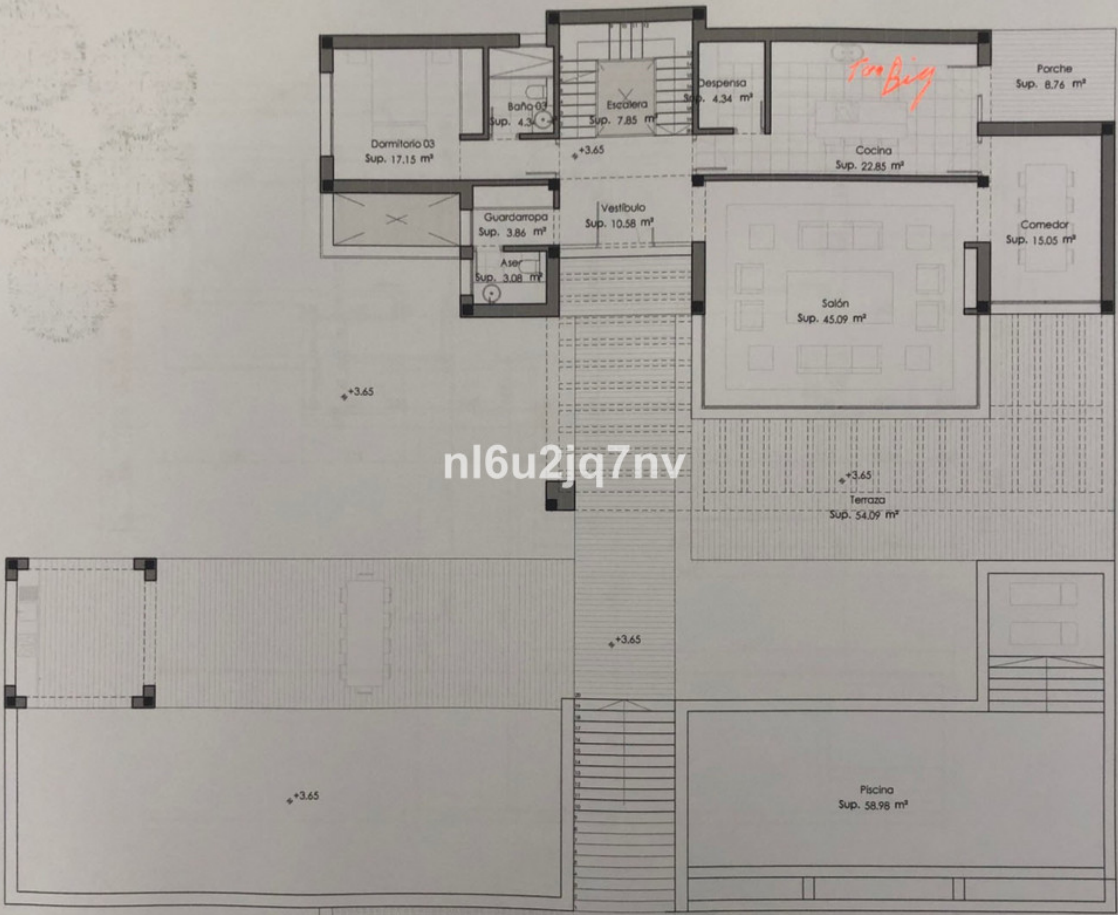 Too Big
Porche
Sup. 8.76 m²
Despensa
Sup. 4.34 m²
Baño 03
Sup. 4.34
Escalera
Sup. 7.85 m²
Dormitorio 03
Sup. 17.15 m²
+3.65
Cocina
Sup. 22.85 m²
Guardarropa
Sup. 3.86 m²
Vestíbulo
Sup. 10.58 m²
Comedor
Sup. 15.05 m²
Aseo
Sup. 3.08 m²
Salón
Sup. 45.09 m²
+3.65
nl6u2jq7nv
+3.65
Terraza
Sup. 54.09 m²
+3.65
+3.65
Piscina
Sup. 58.98 m²